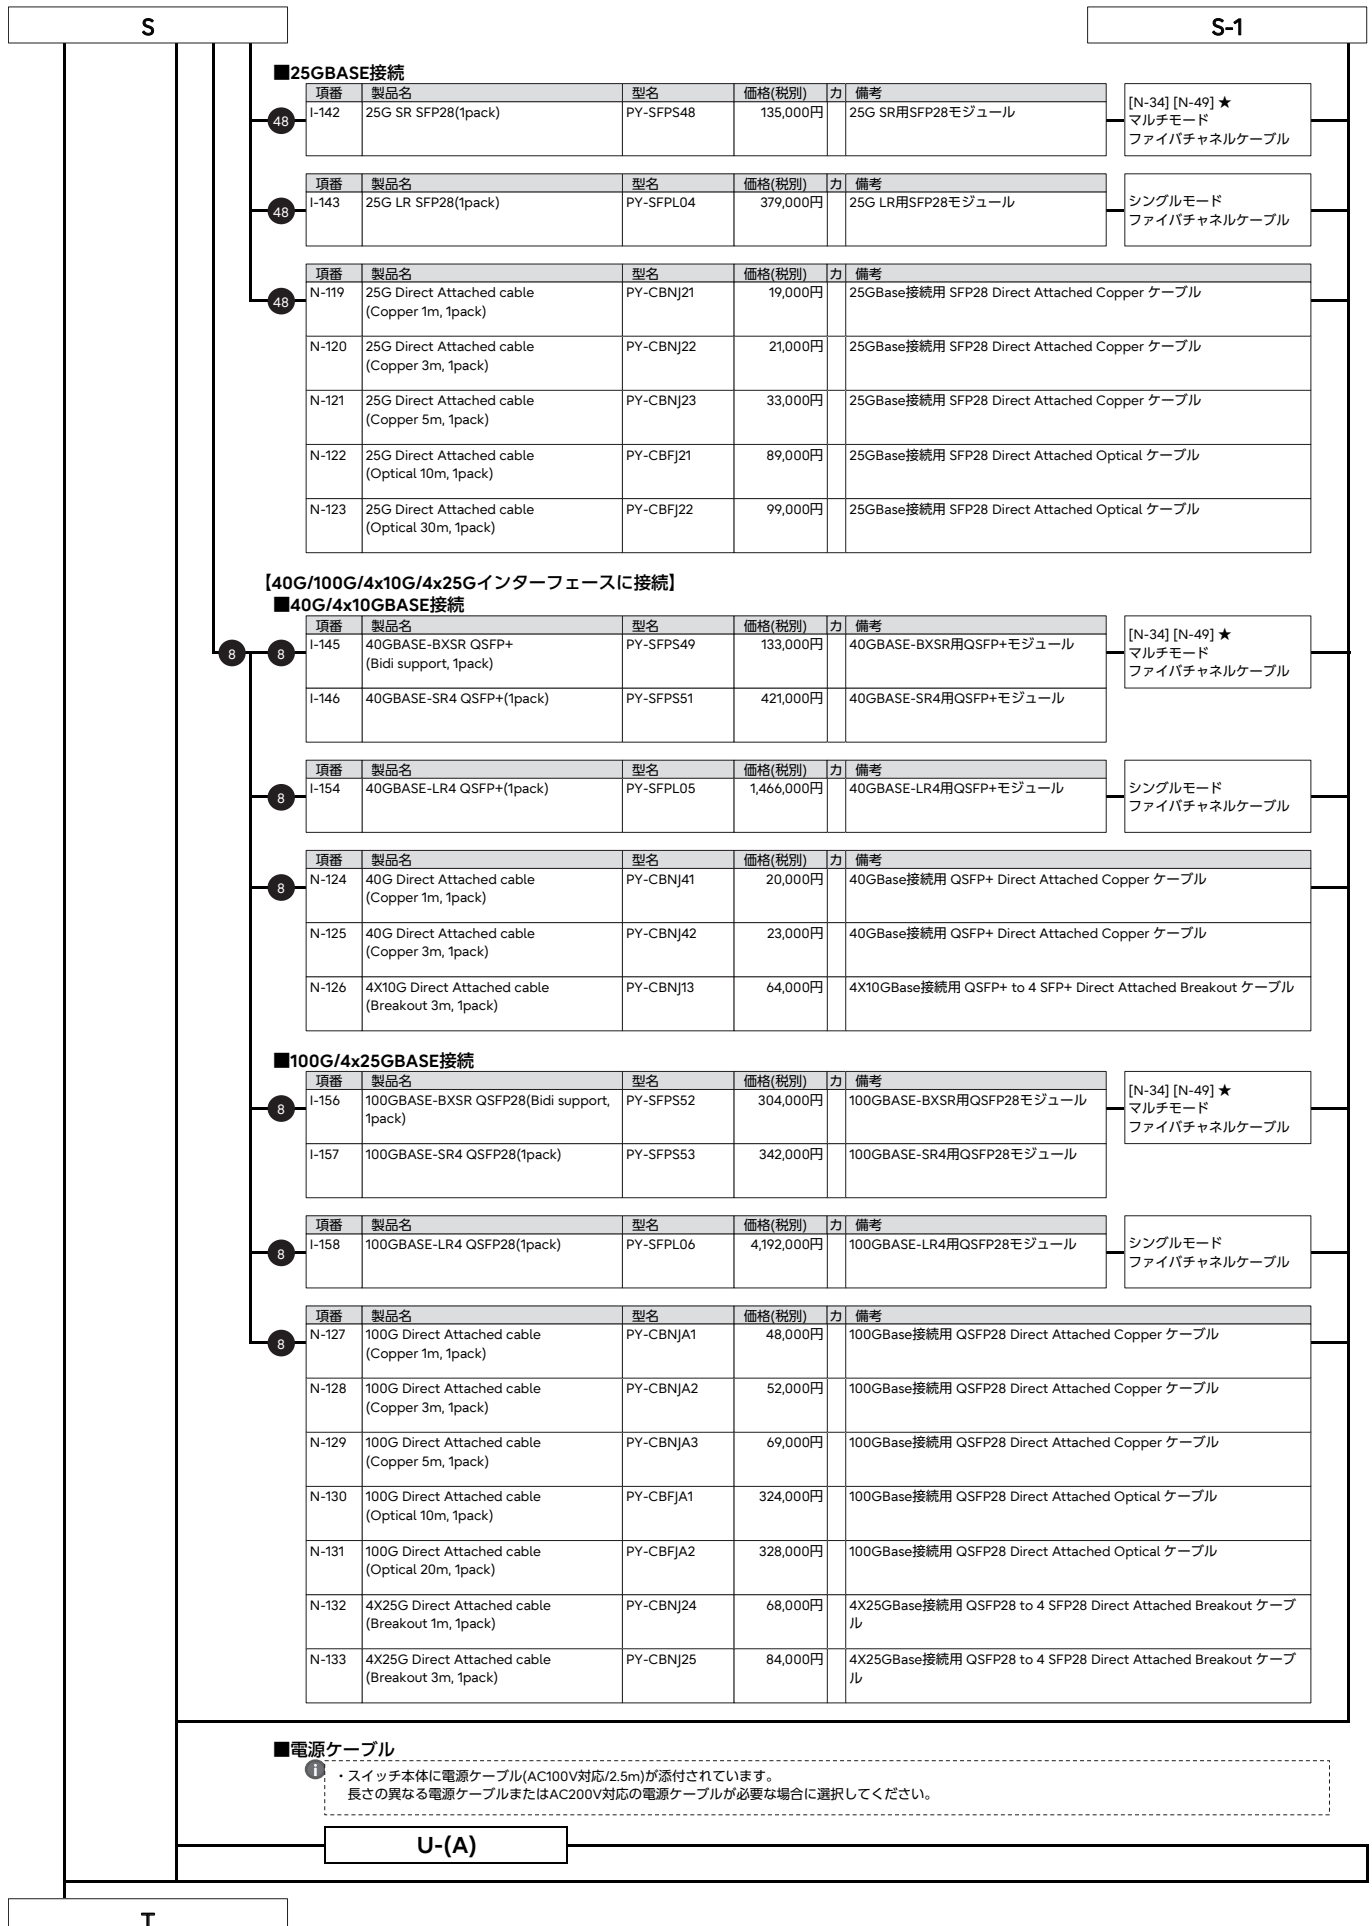 S
S-1
■25GBASE接続
項番 製品名 型名 価格(税別) カ 備考
48 I-142 25G SR SFP28(1pack) PY-SFPS48 135,000円 25G SR用SFP28モジュール
[N-34] [N-49] ★
マルチモード
ファイバチャネルケーブル
項番 製品名 型名 価格(税別) カ 備考
48 I-143 25G LR SFP28(1pack) PY-SFPL04 379,000円 25G LR用SFP28モジュール
シングルモード
ファイバチャネルケーブル
項番 製品名 型名 価格(税別) カ 備考
48 N-119 25G Direct Attached cable PY-CBNJ21 19,000円 25GBase接続用 SFP28 Direct Attached Copper ケーブル
(Copper 1m, 1pack)
N-120 25G Direct Attached cable PY-CBNJ22 21,000円 25GBase接続用 SFP28 Direct Attached Copper ケーブル
(Copper 3m, 1pack)
N-121 25G Direct Attached cable PY-CBNJ23 33,000円 25GBase接続用 SFP28 Direct Attached Copper ケーブル
(Copper 5m, 1pack)
N-122 25G Direct Attached cable PY-CBFJ21 89,000円 25GBase接続用 SFP28 Direct Attached Optical ケーブル
(Optical 10m, 1pack)
N-123 25G Direct Attached cable PY-CBFJ22 99,000円 25GBase接続用 SFP28 Direct Attached Optical ケーブル
(Optical 30m, 1pack)
【40G/100G/4x10G/4x25Gインターフェースに接続】
■40G/4x10GBASE接続
項番 製品名 型名 価格(税別) カ 備考
8 8 I-145 40GBASE-BXSR QSFP+ PY-SFPS49 133,000円 40GBASE-BXSR用QSFP+モジュール
(Bidi support, 1pack)
[N-34] [N-49] ★
マルチモード
ファイバチャネルケーブル
I-146 40GBASE-SR4 QSFP+(1pack) PY-SFPS51 421,000円 40GBASE-SR4用QSFP+モジュール
項番 製品名 型名 価格(税別) カ 備考
8 I-154 40GBASE-LR4 QSFP+(1pack) PY-SFPL05 1,466,000円 40GBASE-LR4用QSFP+モジュール
シングルモード
ファイバチャネルケーブル
項番 製品名 型名 価格(税別) カ 備考
8 N-124 40G Direct Attached cable PY-CBNJ41 20,000円 40GBase接続用 QSFP+ Direct Attached Copper ケーブル
(Copper 1m, 1pack)
N-125 40G Direct Attached cable PY-CBNJ42 23,000円 40GBase接続用 QSFP+ Direct Attached Copper ケーブル
(Copper 3m, 1pack)
N-126 4X10G Direct Attached cable PY-CBNJ13 64,000円 4X10GBase接続用 QSFP+ to 4 SFP+ Direct Attached Breakout ケーブル
(Breakout 3m, 1pack)
■100G/4x25GBASE接続
項番 製品名 型名 価格(税別) カ 備考
8 I-156 100GBASE-BXSR QSFP28(Bidi support, PY-SFPS52 304,000円 100GBASE-BXSR用QSFP28モジュール
1pack)
[N-34] [N-49] ★
マルチモード
ファイバチャネルケーブル
I-157 100GBASE-SR4 QSFP28(1pack) PY-SFPS53 342,000円 100GBASE-SR4用QSFP28モジュール
項番 製品名 型名 価格(税別) カ 備考
8 I-158 100GBASE-LR4 QSFP28(1pack) PY-SFPL06 4,192,000円 100GBASE-LR4用QSFP28モジュール
シングルモード
ファイバチャネルケーブル
項番 製品名 型名 価格(税別) カ 備考
8 N-127 100G Direct Attached cable PY-CBNJA1 48,000円 100GBase接続用 QSFP28 Direct Attached Copper ケーブル
(Copper 1m, 1pack)
N-128 100G Direct Attached cable PY-CBNJA2 52,000円 100GBase接続用 QSFP28 Direct Attached Copper ケーブル
(Copper 3m, 1pack)
N-129 100G Direct Attached cable PY-CBNJA3 69,000円 100GBase接続用 QSFP28 Direct Attached Copper ケーブル
(Copper 5m, 1pack)
N-130 100G Direct Attached cable PY-CBFJA1 324,000円 100GBase接続用 QSFP28 Direct Attached Optical ケーブル
(Optical 10m, 1pack)
N-131 100G Direct Attached cable PY-CBFJA2 328,000円 100GBase接続用 QSFP28 Direct Attached Optical ケーブル
(Optical 20m, 1pack)
N-132 4X25G Direct Attached cable PY-CBNJ24 68,000円 4X25GBase接続用 QSFP28 to 4 SFP28 Direct Attached Breakout ケーブ
(Breakout 1m, 1pack) ル
N-133 4X25G Direct Attached cable PY-CBNJ25 84,000円 4X25GBase接続用 QSFP28 to 4 SFP28 Direct Attached Breakout ケーブ
(Breakout 3m, 1pack) ル
■電源ケーブル
i ・スイッチ本体に電源ケーブル(AC100V対応/2.5m)が添付されています。
長さの異なる電源ケーブルまたはAC200V対応の電源ケーブルが必要な場合に選択してください。
U-(A)
T